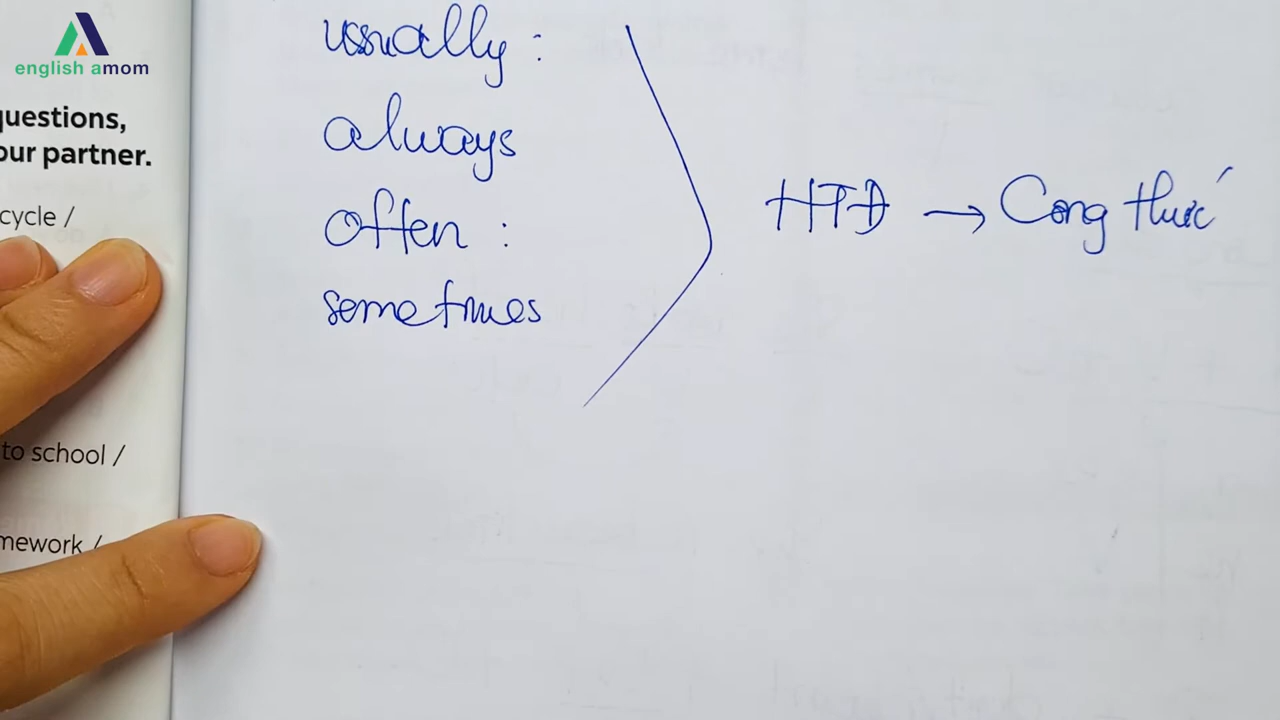 english amom
questions,
our partner.
cycle /
to school /
mework /
usually :
always
often :
sometimes
HTĐ → Công thức